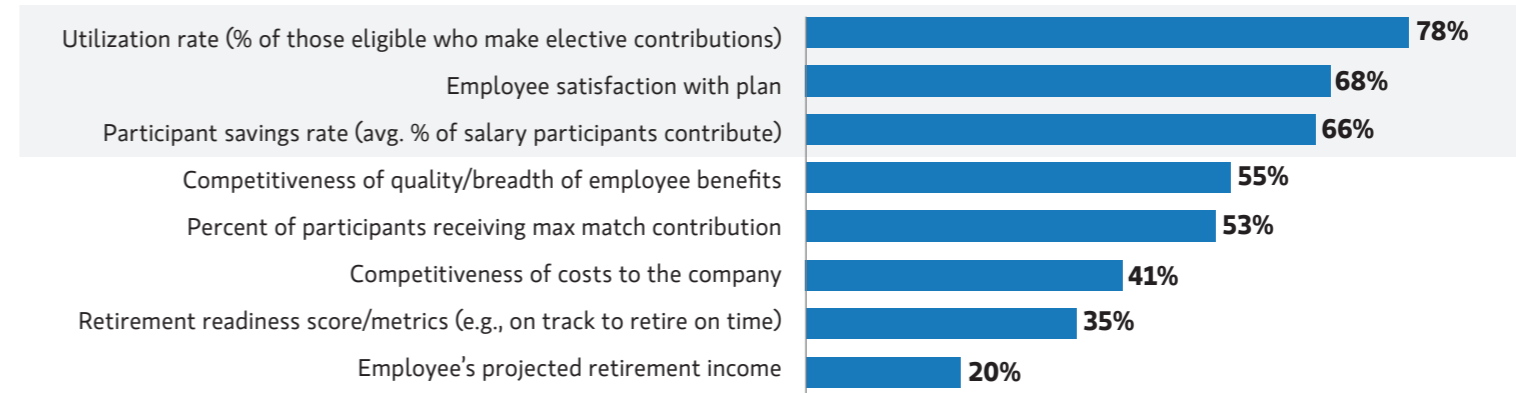 Utilization rate (% of those eligible who make elective contributions) 78%
Employee satisfaction with plan 68%
Participant savings rate (avg. % of salary participants contribute) 66%
Competitiveness of quality/breadth of employee benefits 55%
Percent of participants receiving max match contribution 53%
Competitiveness of costs to the company 41%
Retirement readiness score/metrics (e.g., on track to retire on time) 35%
Employee’s projected retirement income 20%